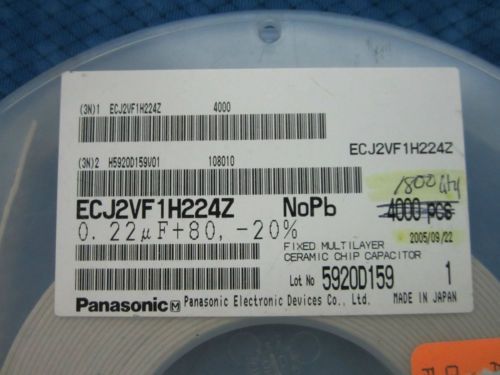 (3N)1 ECJ2VF1H224Z 4000
ECJ2VF1H224Z
(3N)2 H5920D159V01 108010
1800 Qty
ECJ2VF1H224Z NoPb 4000 pcs
0.22µF+80,-20% 2005/09/22
FIXED MULTILAYER
CERAMIC CHIP CAPACITOR
Lot No 5920D159 1
Panasonic M Panasonic Electronic Devices Co., Ltd. MADE IN JAPAN